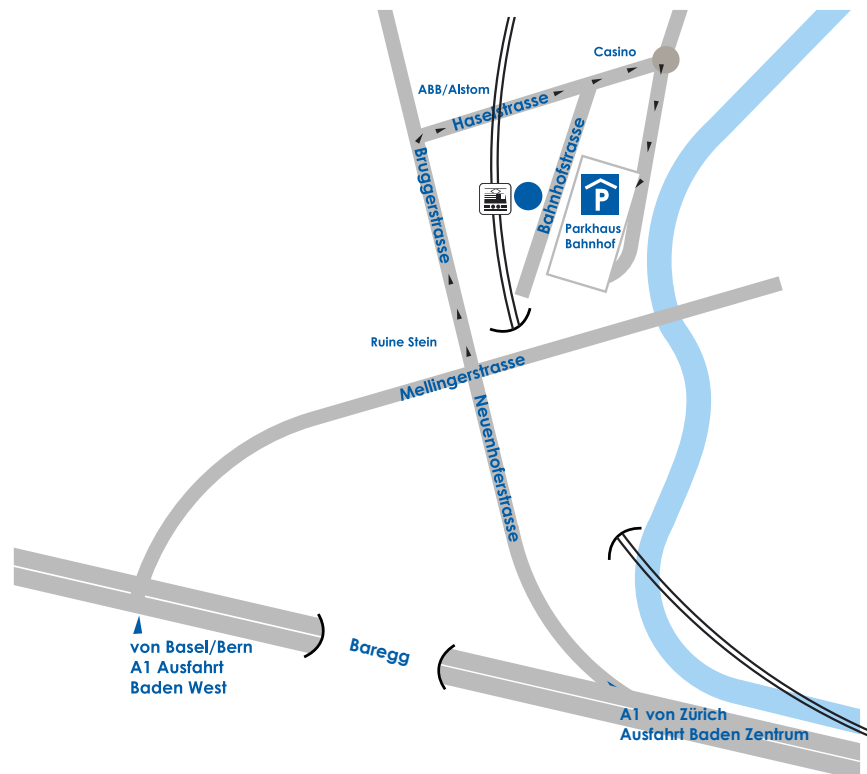 Casino
ABB/Alstom
Haselstrasse
Bruggerstrasse
Bahnhofstrasse
P
Parkhaus
Bahnhof
Ruine Stein
Mellingerstrasse
Neuenhoferstrasse
von Basel/Bern
A1 Ausfahrt
Baden West
Baregg
A1 von Zürich
Ausfahrt Baden Zentrum